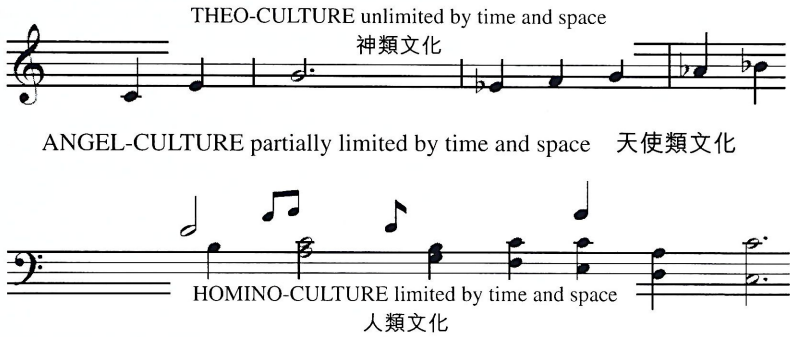 THEO-CULTURE unlimited by time and space
神類文化
ANGEL-CULTURE partially limited by time and space 天使類文化
HOMINO-CULTURE limited by time and space
人類文化